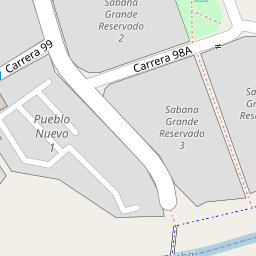 Sabana
Grande
Reservado
2
Carrera 99
Carrera 98A
Sabana
Grande
Reservado
3
Pueblo
Nuevo
1